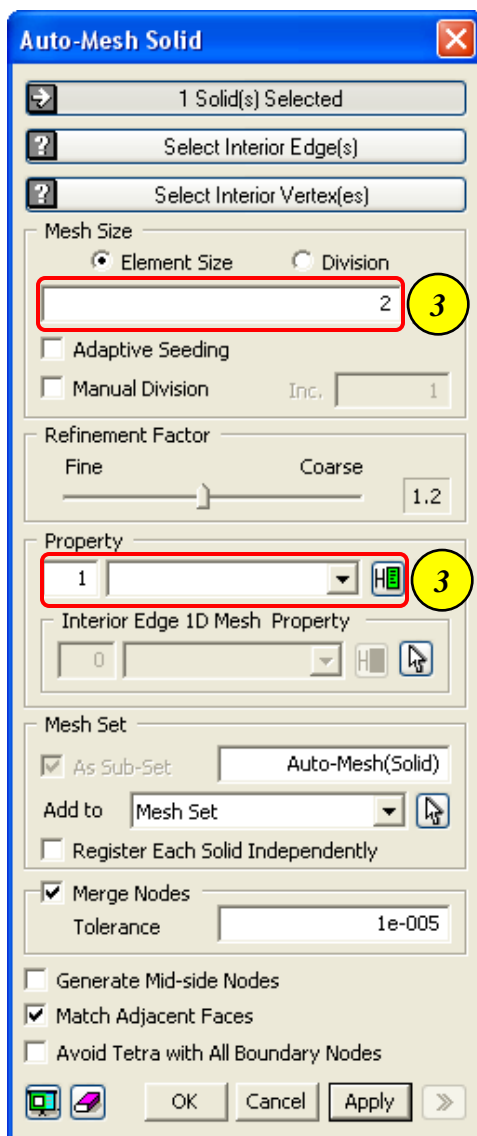 Auto-Mesh Solid
1 Solid(s) Selected
Select Interior Edge(s)
Select Interior Vertex(es)
Mesh Size
Element Size Division
2 3
Adaptive Seeding
Manual Division Inc. 1
Refinement Factor
Fine Coarse
1.2
Property
1 3
Interior Edge 1D Mesh Property
0
Mesh Set
As Sub-Set Auto-Mesh(Solid)
Add to Mesh Set
Register Each Solid Independently
Merge Nodes
Tolerance 1e-005
Generate Mid-side Nodes
Match Adjacent Faces
Avoid Tetra with All Boundary Nodes
OK Cancel Apply >>